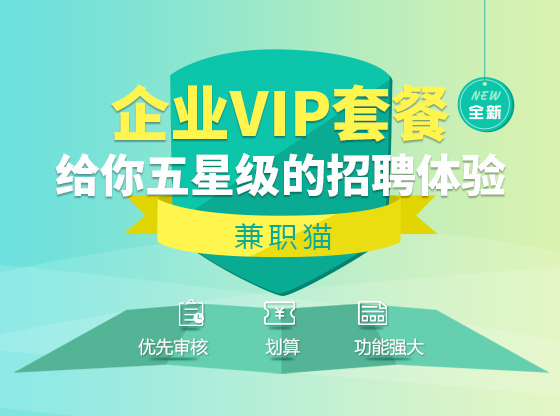 企业VIP套餐
NEW
全新
给你五星级的招聘体验
兼职猫
优先审核
划算
功能强大